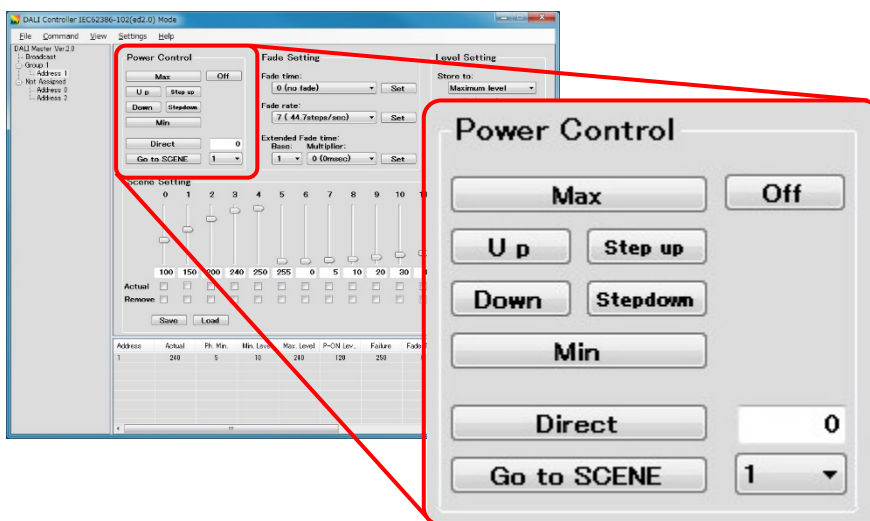 DALI Controller IEC62386-102(ed2.0) Mode
File Command View Settings Help
DALI Master Ver.2.0
Broadcast
Group 1
Address 1
Not Assigned
Address 0
Address 2
Power Control
Max Off
U p Step up
Down Stepdown
Min
Direct 0
Go to SCENE 1
Fade Setting
Fade time:
0 (no fade) Set
Fade rate:
7 ( 44.7steps/sec) Set
Extended Fade time:
Base: Multiplier:
1 0 (0msec) Set
Level Setting
Store to:
Maximum level
Scene Setting
0 1 2 3 4 5 6 7 8 9 10
100 150 200 240 250 255 0 5 10 20 30
Actual
Remove
Save Load
Address Actual Ph. Min. Min. Level Max. Level P-ON Lev... Failure
1 240 5 10 240 120 250
Power Control
Max Off
U p Step up
Down Stepdown
Min
Direct 0
Go to SCENE 1